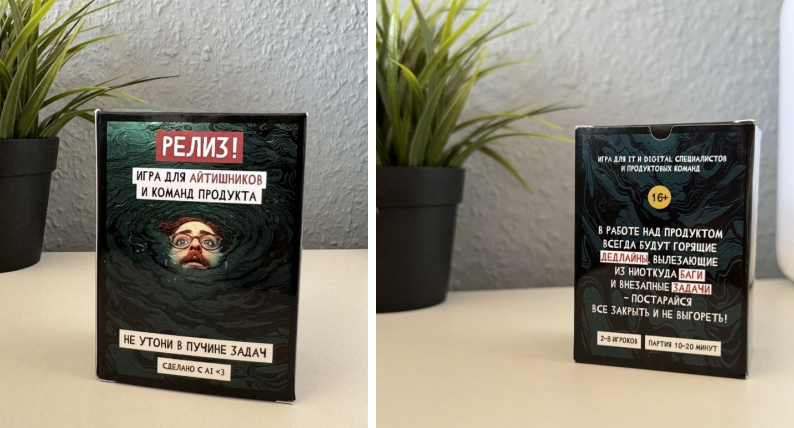 РЕЛИЗ!
ИГРА ДЛЯ АЙТИШНИКОВ
И КОМАНД ПРОДУКТА
НЕ УТОНИ В ПУЧИНЕ ЗАДАЧ
СДЕЛАНО С AI <3
ИГРА ДЛЯ IT И DIGITAL СПЕЦИАЛИСТОВ
И ПРОДУКТОВЫХ КОМАНД
16+
В РАБОТЕ НАД ПРОДУКТОМ
ВСЕГДА БУДУТ ГОРЯЩИЕ
ДЕДЛАЙНЫ, ВЫЛЕЗАЮЩИЕ
ИЗ НИОТКУДА БАГИ
И ВНЕЗАПНЫЕ ЗАДАЧИ
– ПОСТАРАЙСЯ
ВСЕ ЗАКРЫТЬ И НЕ ВЫГОРЕТЬ!
2-8 ИГРОКОВ
ПАРТИЯ 10-20 МИНУТ